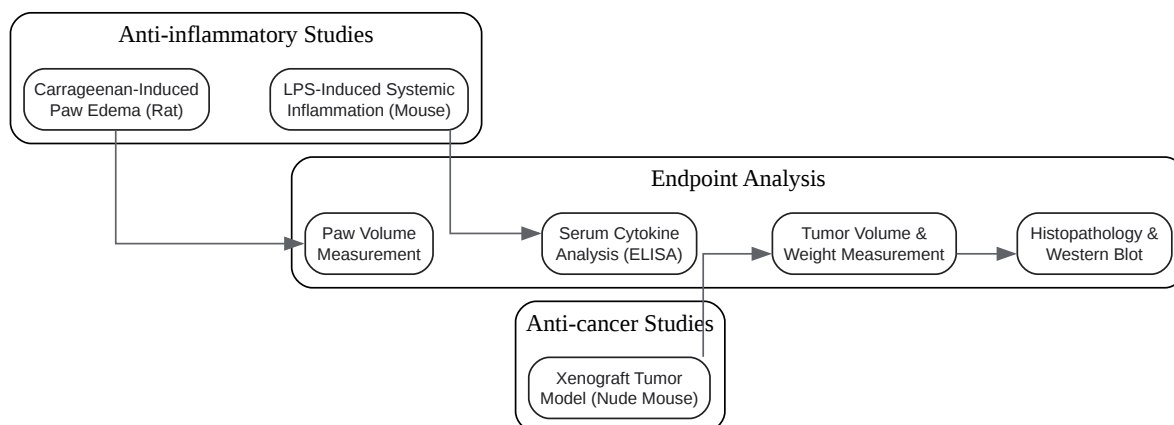 Anti-inflammatory Studies
Carrageenan-Induced
Paw Edema (Rat)
LPS-Induced Systemic
Inflammation (Mouse)
Endpoint Analysis
Paw Volume
Measurement
Serum Cytokine
Analysis (ELISA)
Tumor Volume &
Weight Measurement
Histopathology &
Western Blot
Anti-cancer Studies
Xenograft Tumor
Model (Nude Mouse)